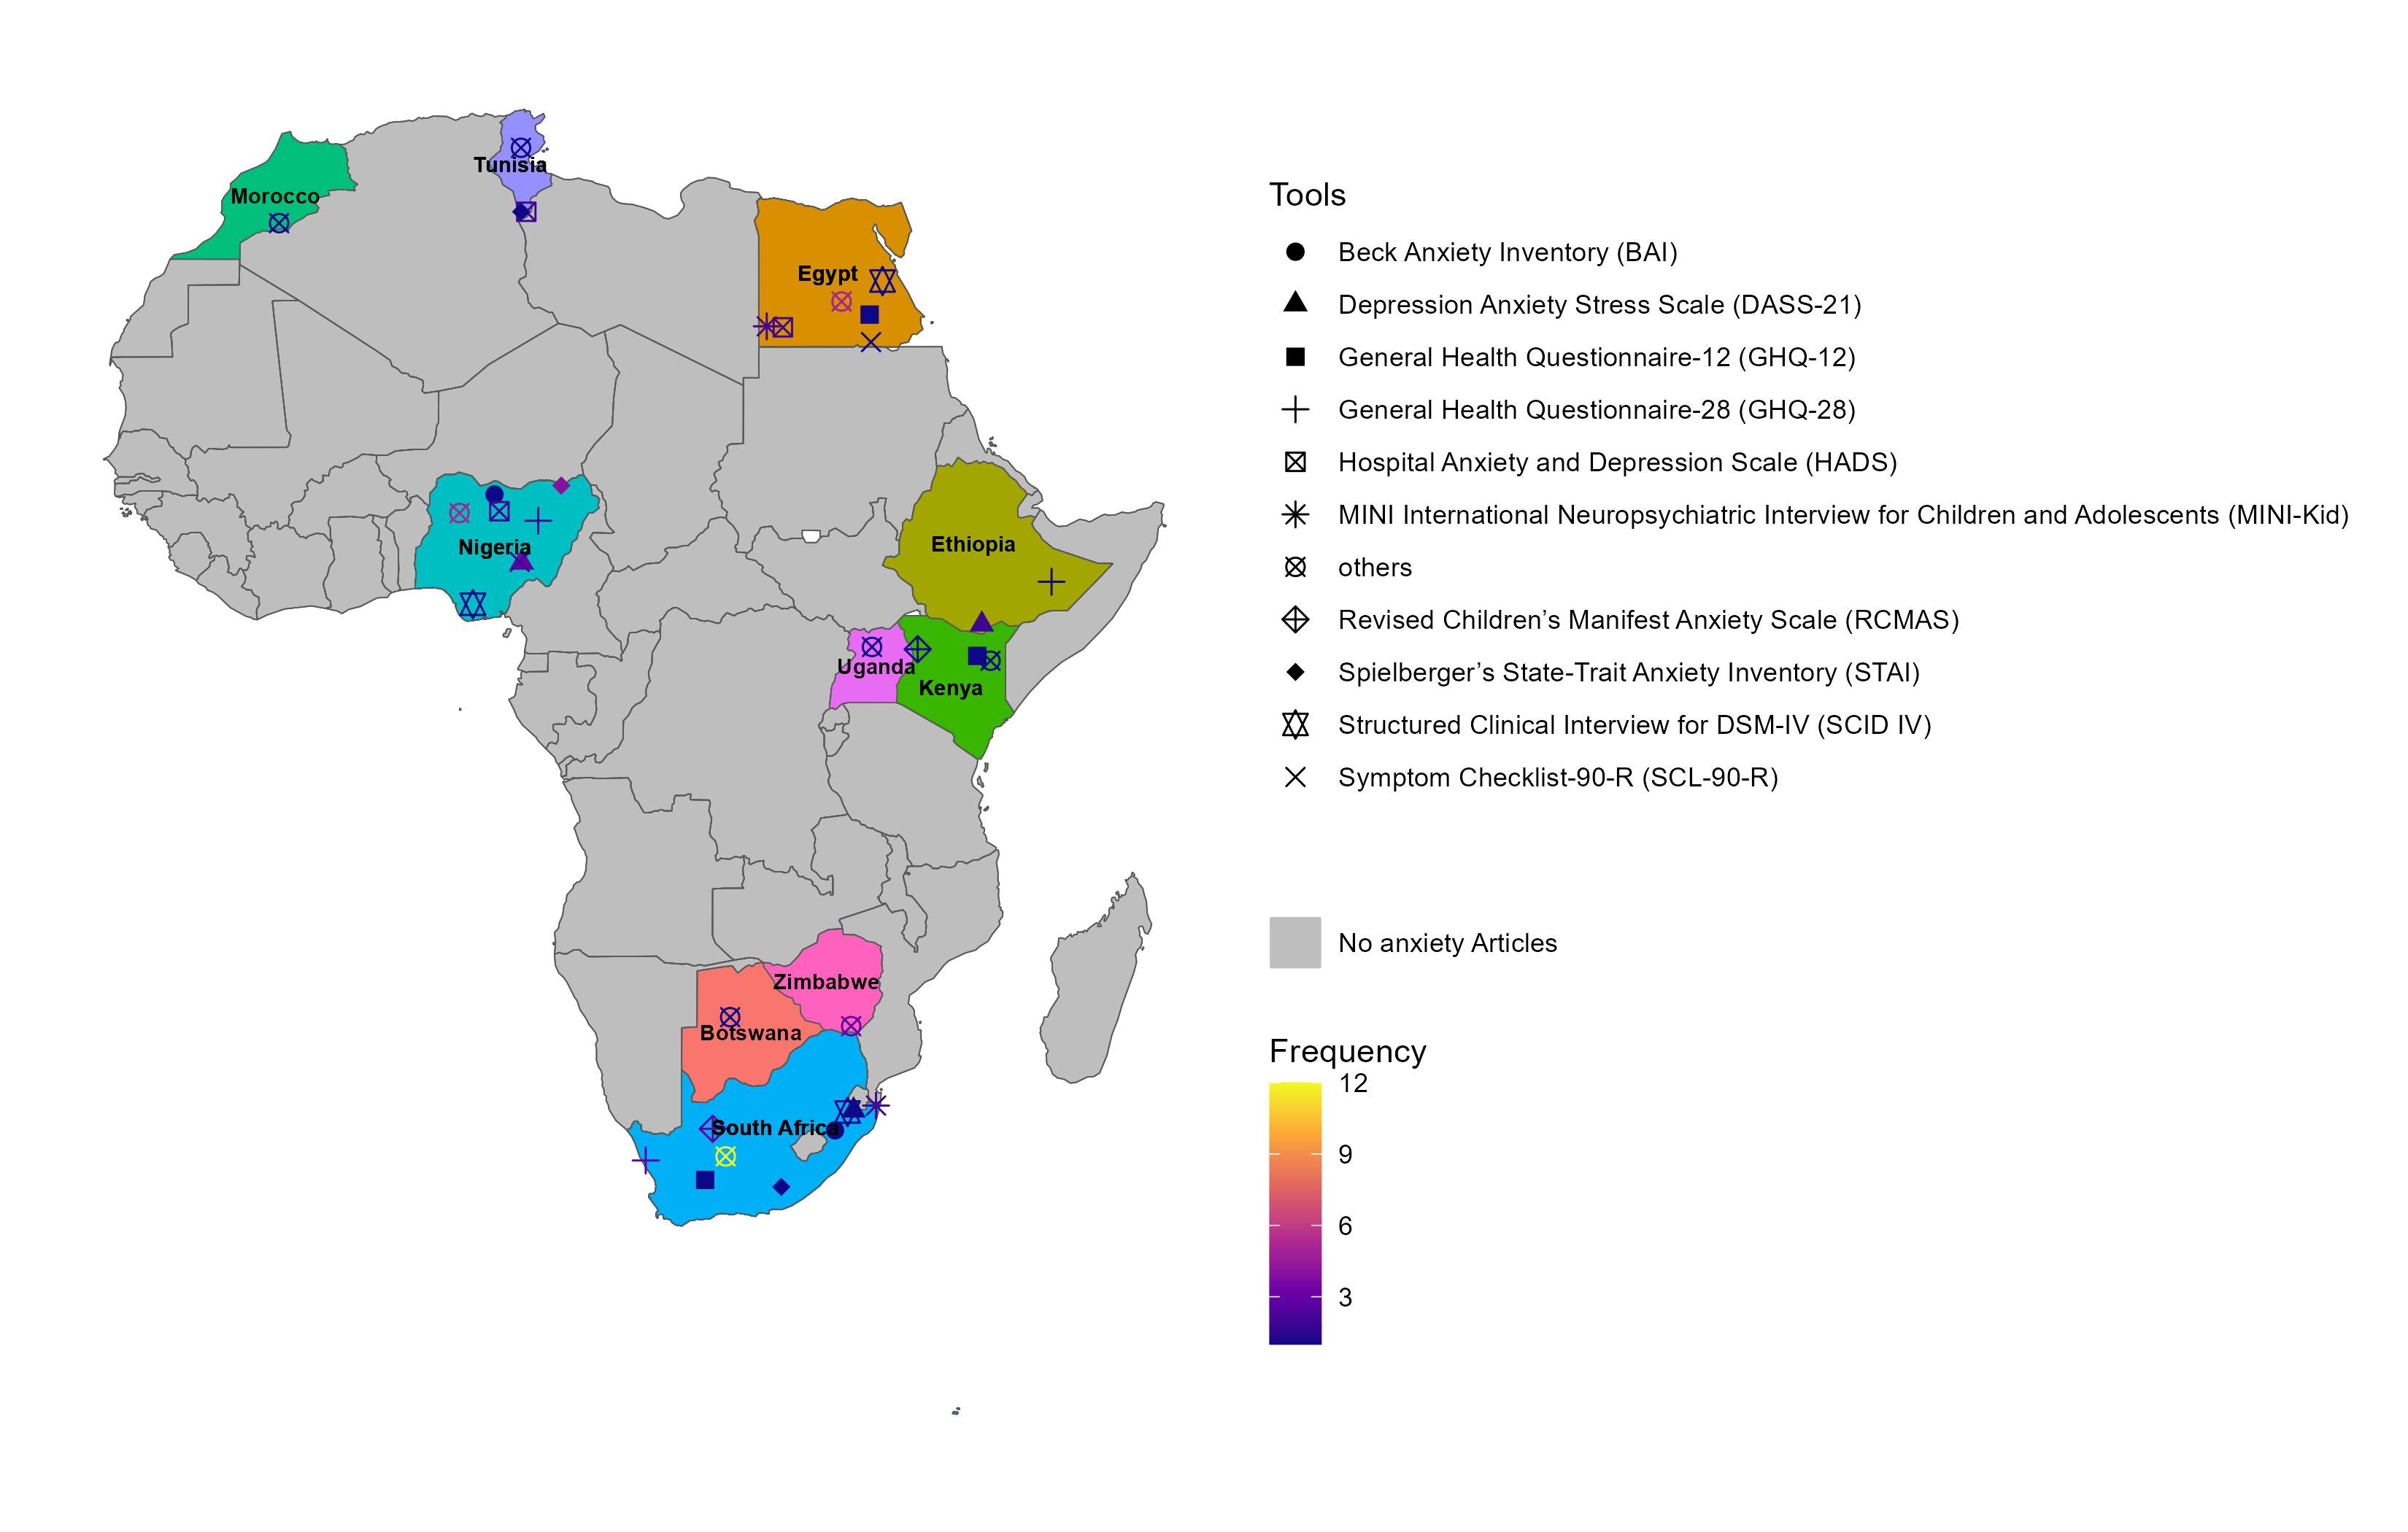 Tunisia
Morocco
Egypt
Nigeria
Ethiopia
Uganda
Kenya
Zimbabwe
Botswana
South Africa
Tools
Beck Anxiety Inventory (BAI)
Depression Anxiety Stress Scale (DASS-21)
General Health Questionnaire-12 (GHQ-12)
General Health Questionnaire-28 (GHQ-28)
Hospital Anxiety and Depression Scale (HADS)
MINI International Neuropsychiatric Interview for Children and Adolescents (MINI-Kid)
others
Revised Children’s Manifest Anxiety Scale (RCMAS)
Spielberger’s State-Trait Anxiety Inventory (STAI)
Structured Clinical Interview for DSM-IV (SCID IV)
Symptom Checklist-90-R (SCL-90-R)
No anxiety Articles
Frequency
12
9
6
3